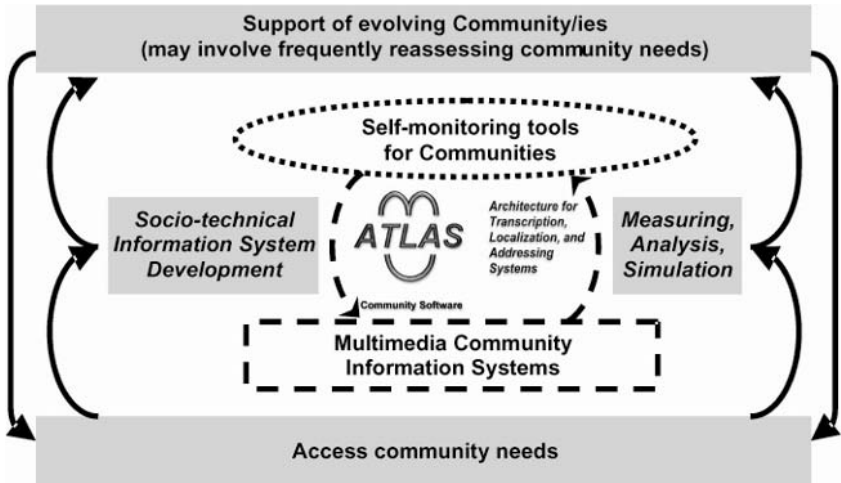 Support of evolving Community/ies
(may involve frequently reassessing community needs)
Self-monitoring tools
for Communities
Socio-technical
Information System
Development
ATLAS
Architecture for
Transcription,
Localization, and
Addressing
Systems
Measuring,
Analysis,
Simulation
Community Software
Multimedia Community
Information Systems
Access community needs